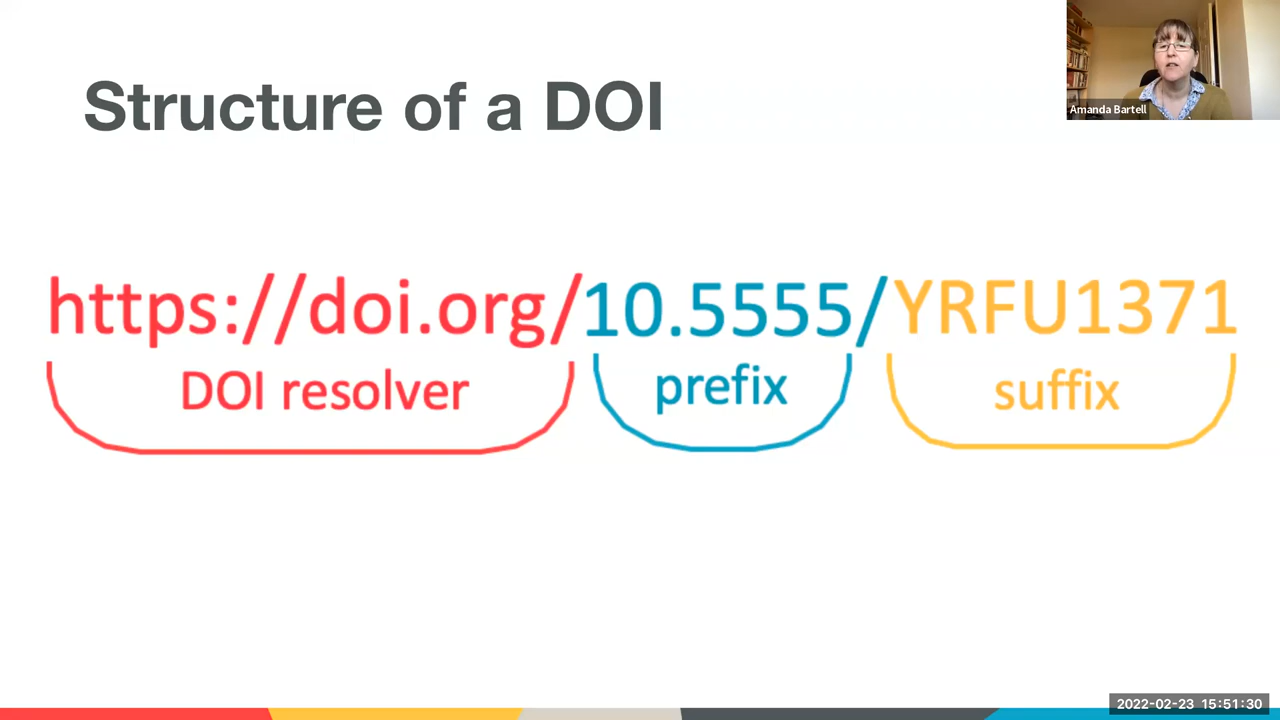 Structure of a DOI
Amanda Bartell
https://doi.org/10.5555/YRFU1371
DOI resolver prefix suffix
2022-02-23 15:51:30